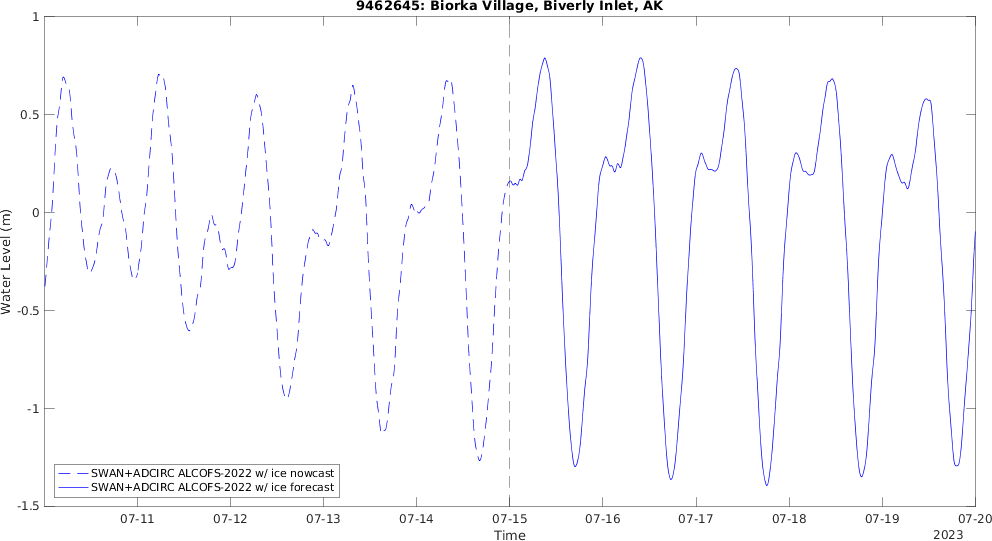 9462645: Biorka Village, Biverly Inlet, AK
1
0.5
0
-0.5
-1
-1.5
Water Level (m)
SWAN+ADCIRC ALCOFS-2022 w/ ice nowcast
SWAN+ADCIRC ALCOFS-2022 w/ ice forecast
07-11 07-12 07-13 07-14 07-15 07-16 07-17 07-18 07-19 07-20
Time
2023